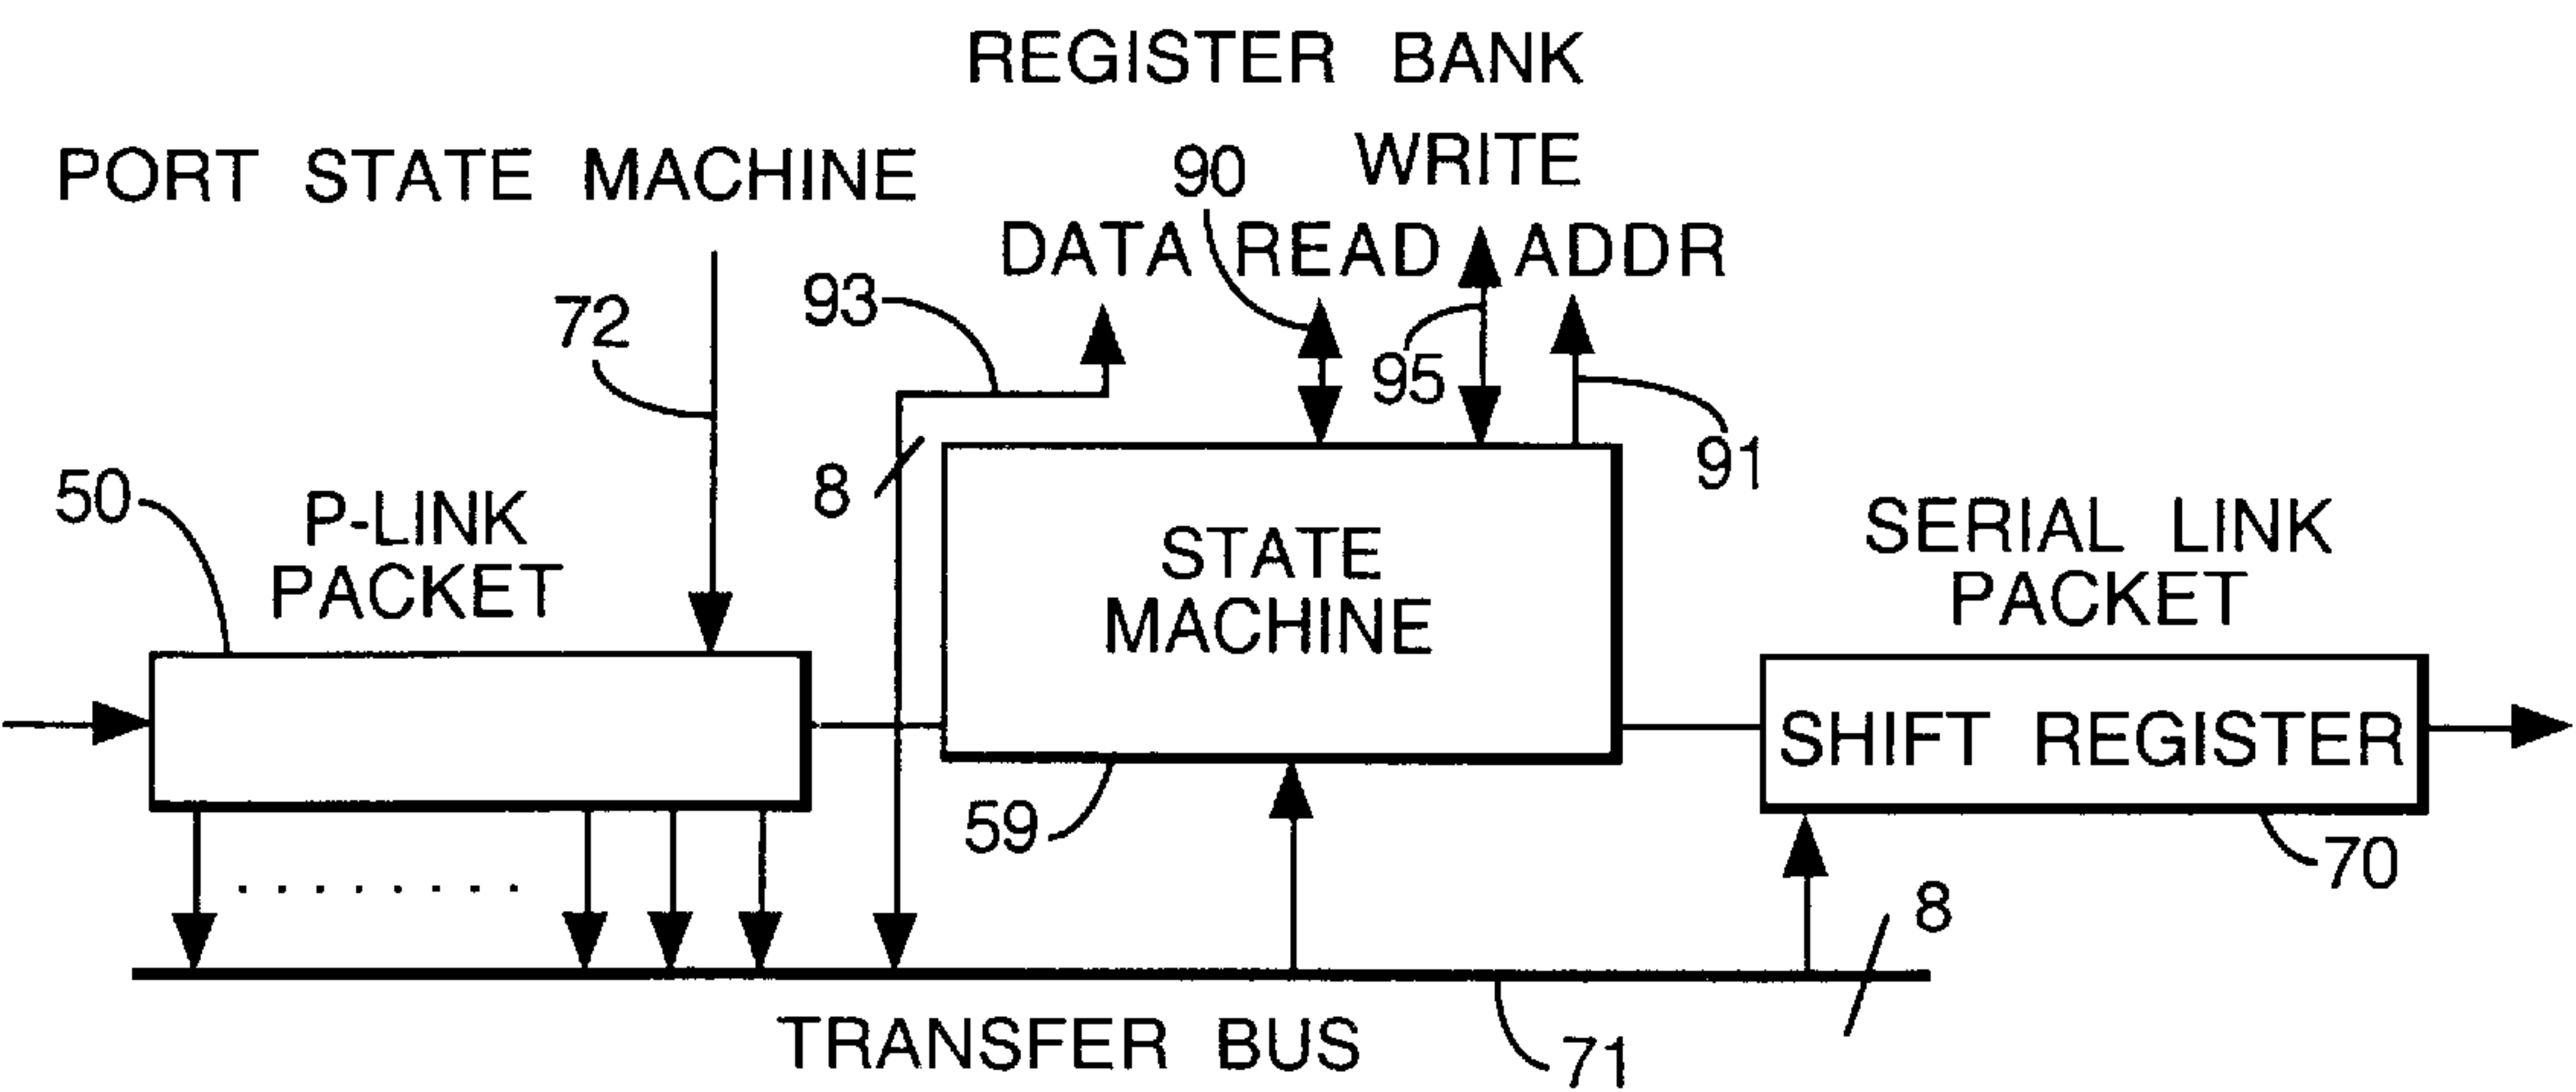 REGISTER BANK
PORT STATE MACHINE
90
WRITE
DATA READ ADDR
93
72
95
91
8
50
P-LINK
PACKET
STATE
MACHINE
SERIAL LINK
PACKET
SHIFT REGISTER
59
70
8
TRANSFER BUS
71